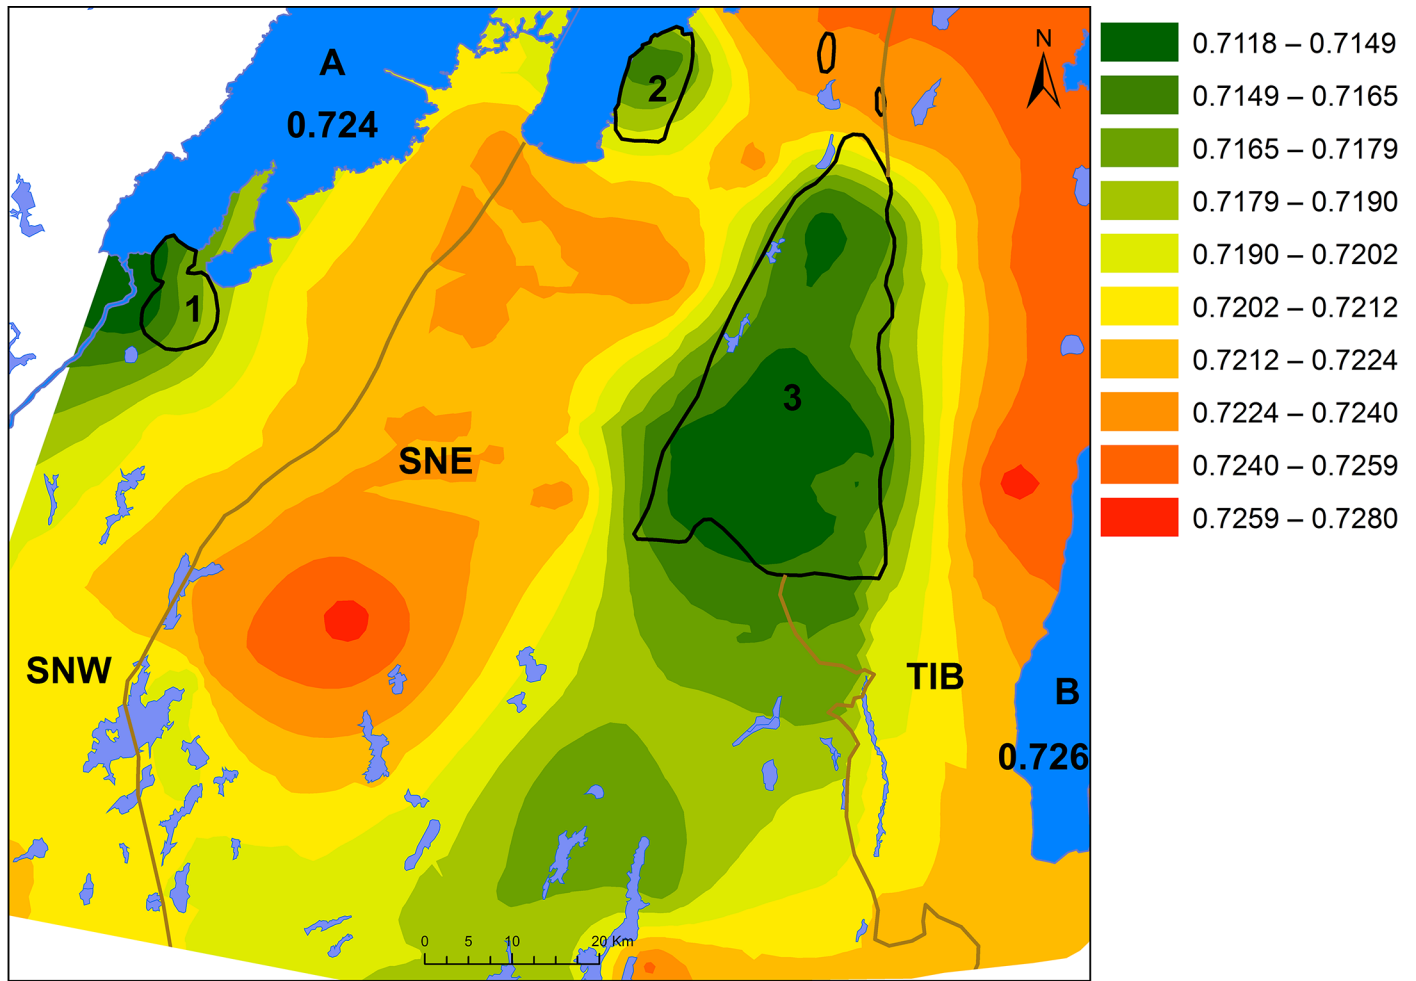 A
0.724
2
N
1
3
SNE
SNW
TIB
B
0.726
0 5 10 20 Km
0.7118 – 0.7149
0.7149 – 0.7165
0.7165 – 0.7179
0.7179 – 0.7190
0.7190 – 0.7202
0.7202 – 0.7212
0.7212 – 0.7224
0.7224 – 0.7240
0.7240 – 0.7259
0.7259 – 0.7280